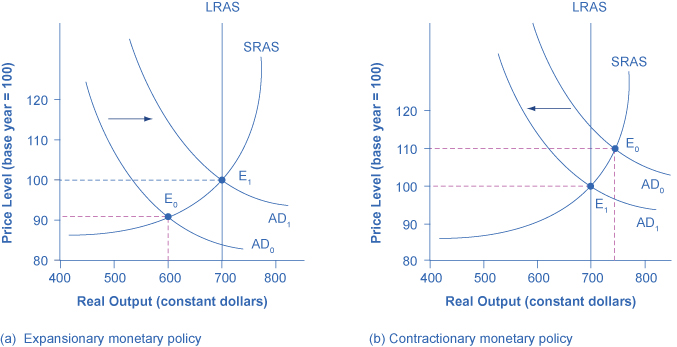 LRAS
SRAS
Price Level (base year = 100)
120
110
100
90
80
E₁
E₀
AD₁
AD₀
400
500
600
700
800
Real Output (constant dollars)
(a) Expansionary monetary policy
LRAS
SRAS
Price Level (base year = 100)
120
110
100
90
80
E₀
E₁
AD₀
AD₁
400
500
600
700
800
Real Output (constant dollars)
(b) Contractionary monetary policy